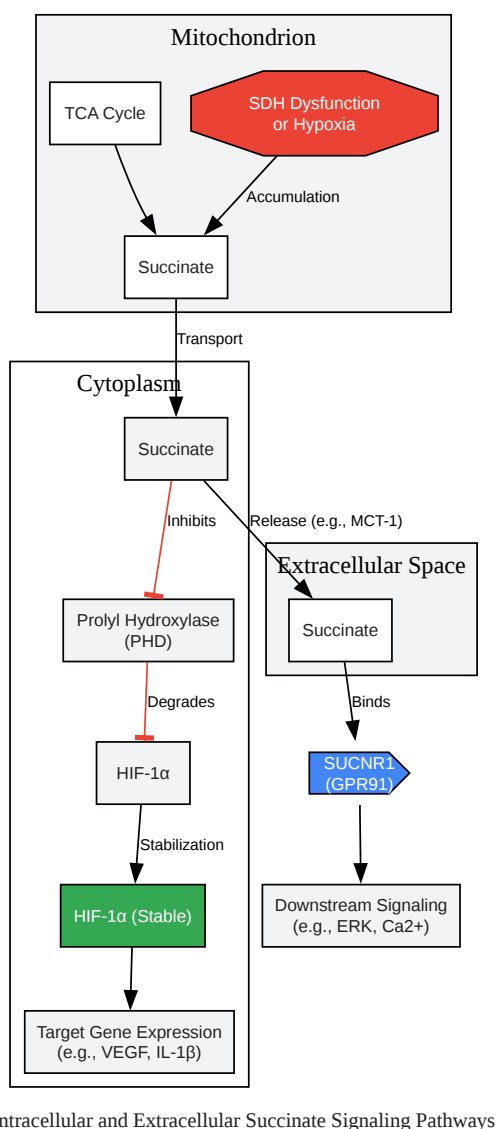 Mitochondrion
TCA Cycle
SDH Dysfunction
or Hypoxia
Accumulation
Succinate
Transport
Cytoplasm
Succinate
Inhibits
Release (e.g., MCT-1)
Extracellular Space
Succinate
Prolyl Hydroxylase
(PHD)
Degrades
Binds
HIF-1α
SUCNR1
(GPR91)
Stabilization
HIF-1α (Stable)
Downstream Signaling
(e.g., ERK, Ca2+)
Target Gene Expression
(e.g., VEGF, IL-1β)
ntracellular and Extracellular Succinate Signaling Pathways